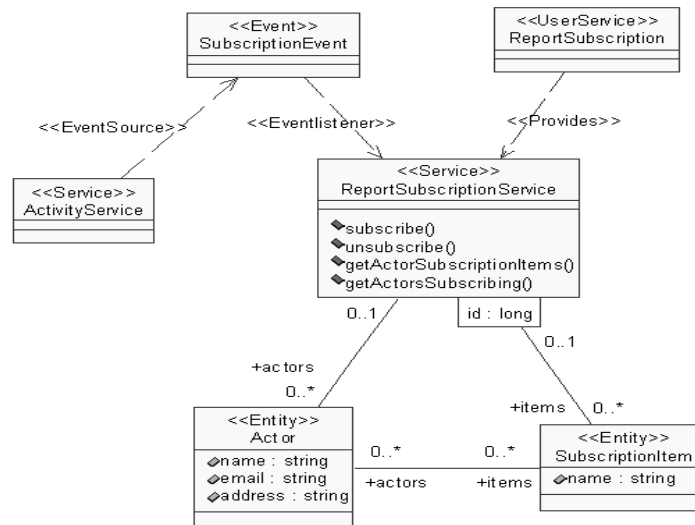 <<Event>>
SubscriptionEvent
<<UserService>>
ReportSubscription
<<EventSource>>
<<Eventlistener>>
<<Provides>>
<<Service>>
ActivityService
<<Service>>
ReportSubscriptionService
subscribe()
unsubscribe()
getActorSubscriptionItems()
getActorsSubscribing()
id : long
0..1
0..1
+actors
0..*
+items
0..*
<<Entity>>
Actor
name : string
email : string
address : string
0..*
0..*
+actors
+items
<<Entity>>
SubscriptionItem
name : string